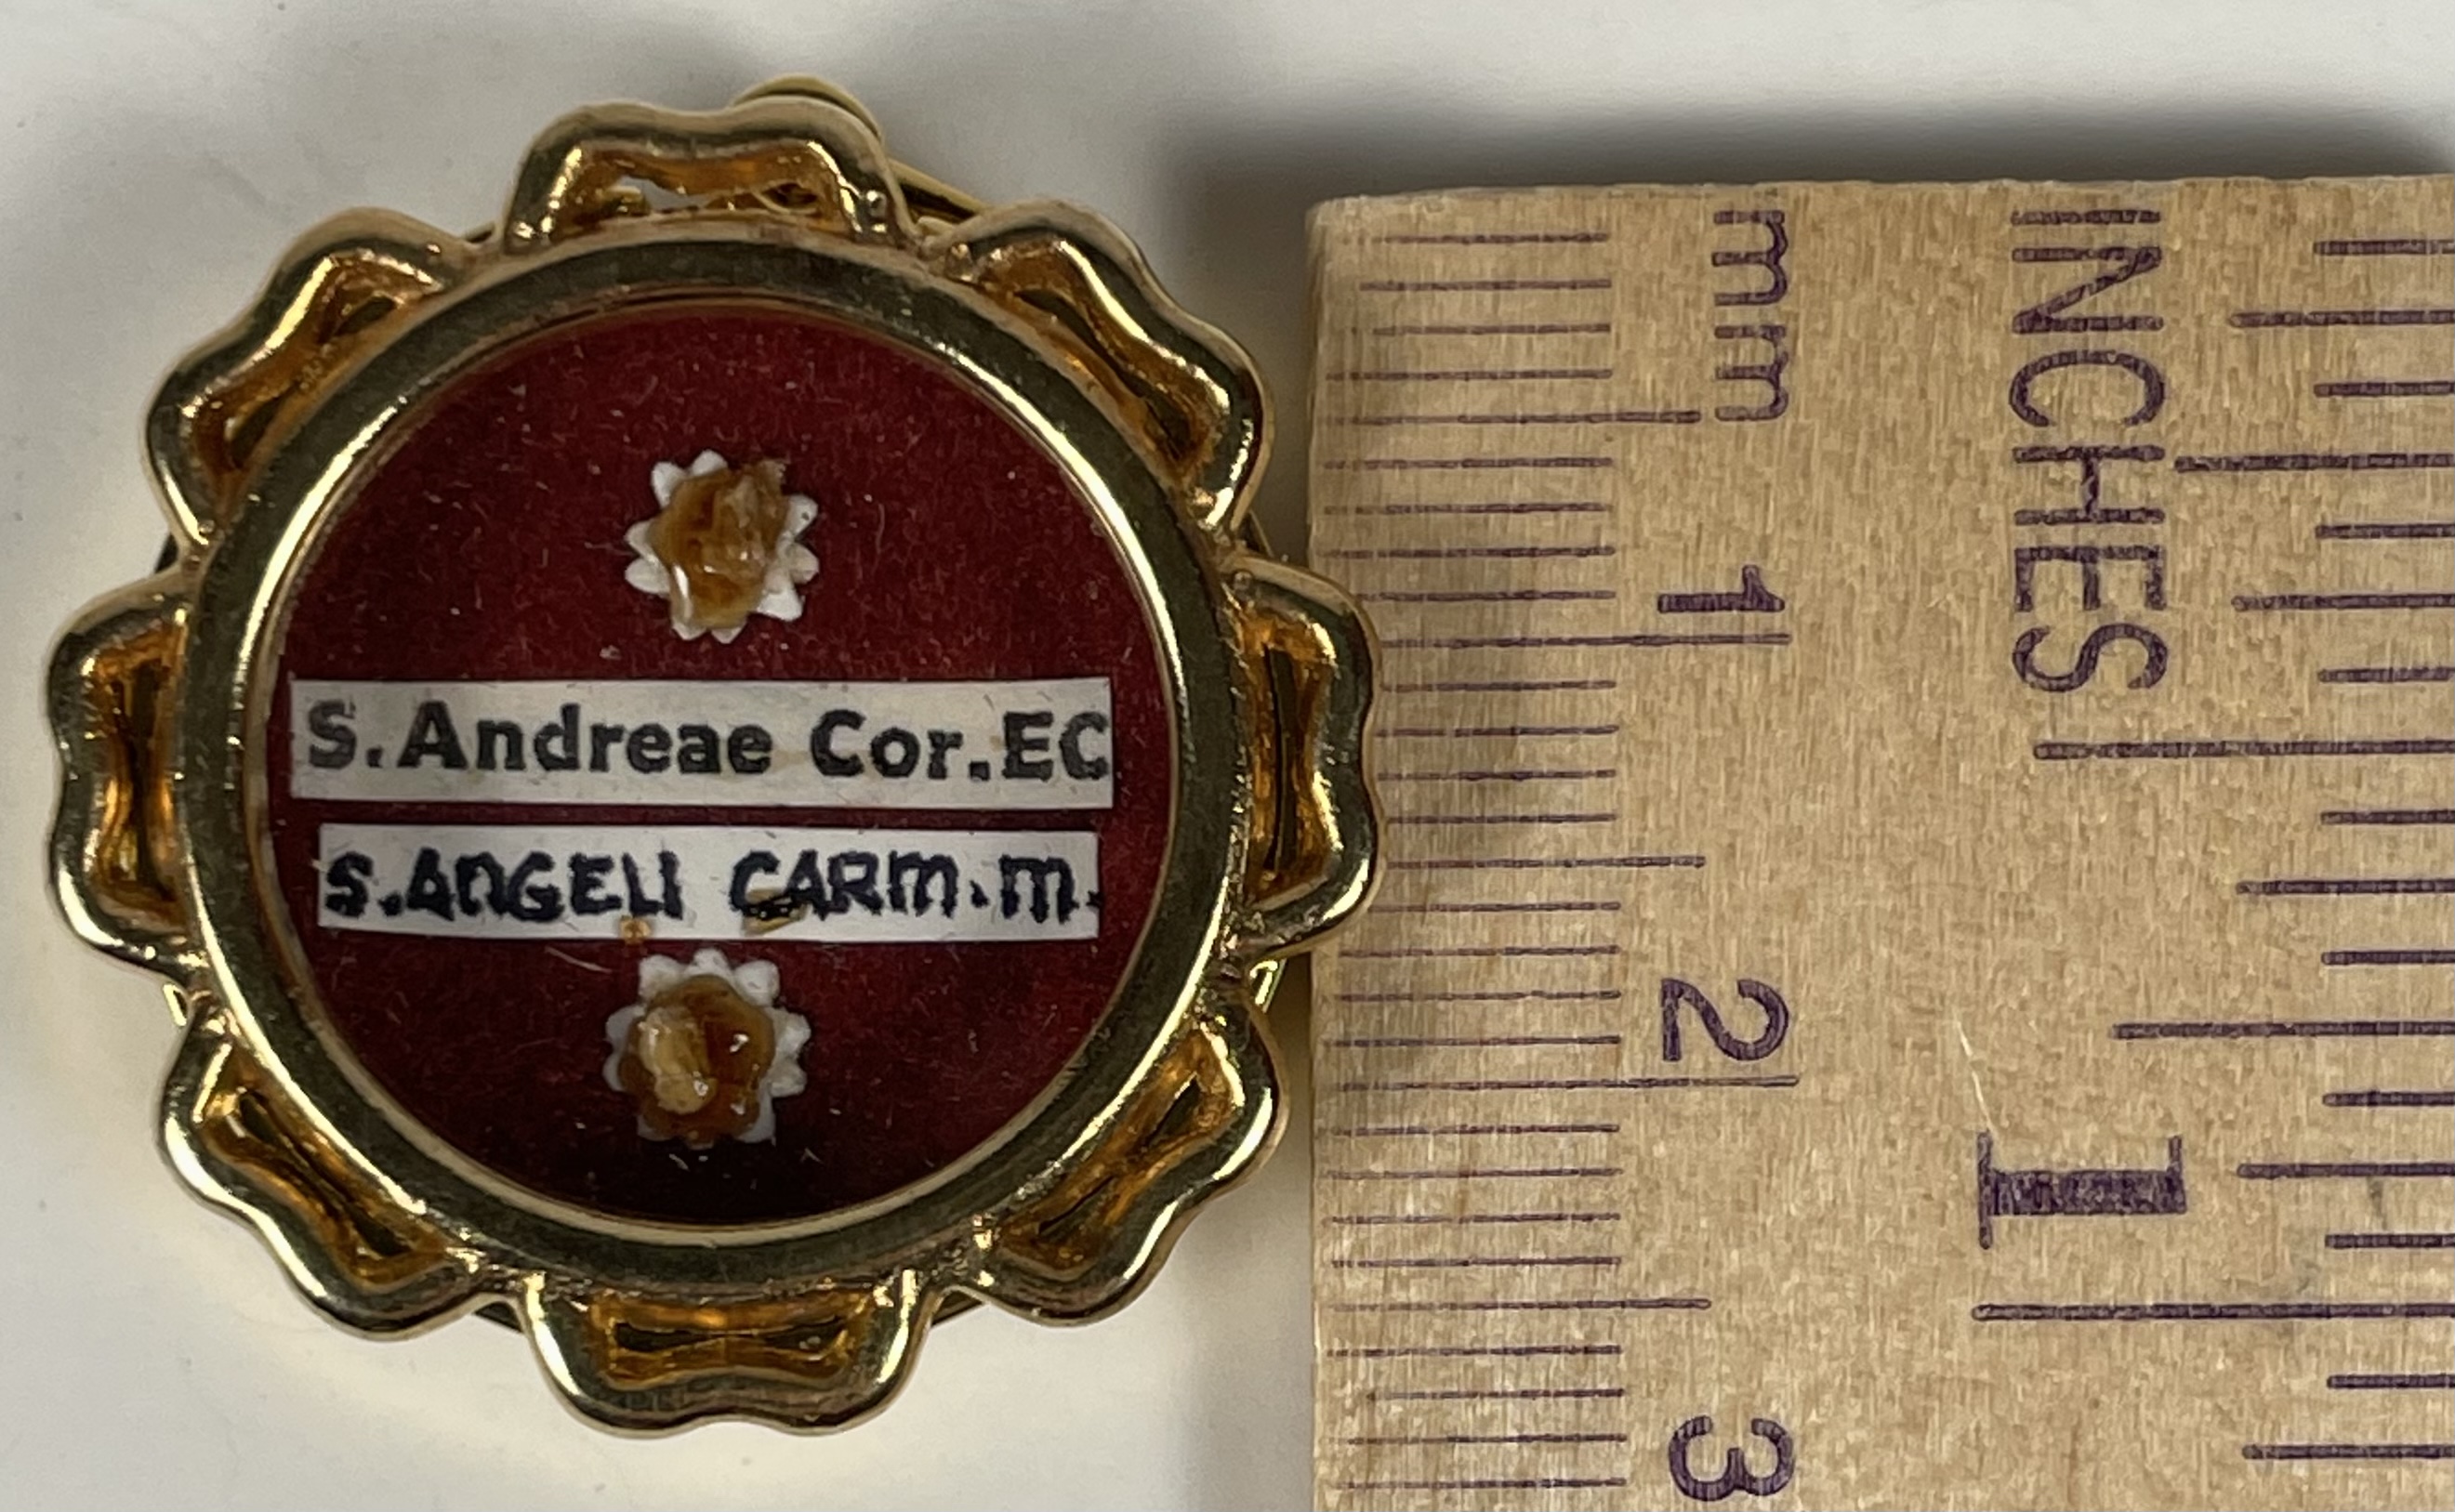 S. Andreae Cor. EC
S. ANGELI CARM. M.
mm
1
2
3
INCHES
1